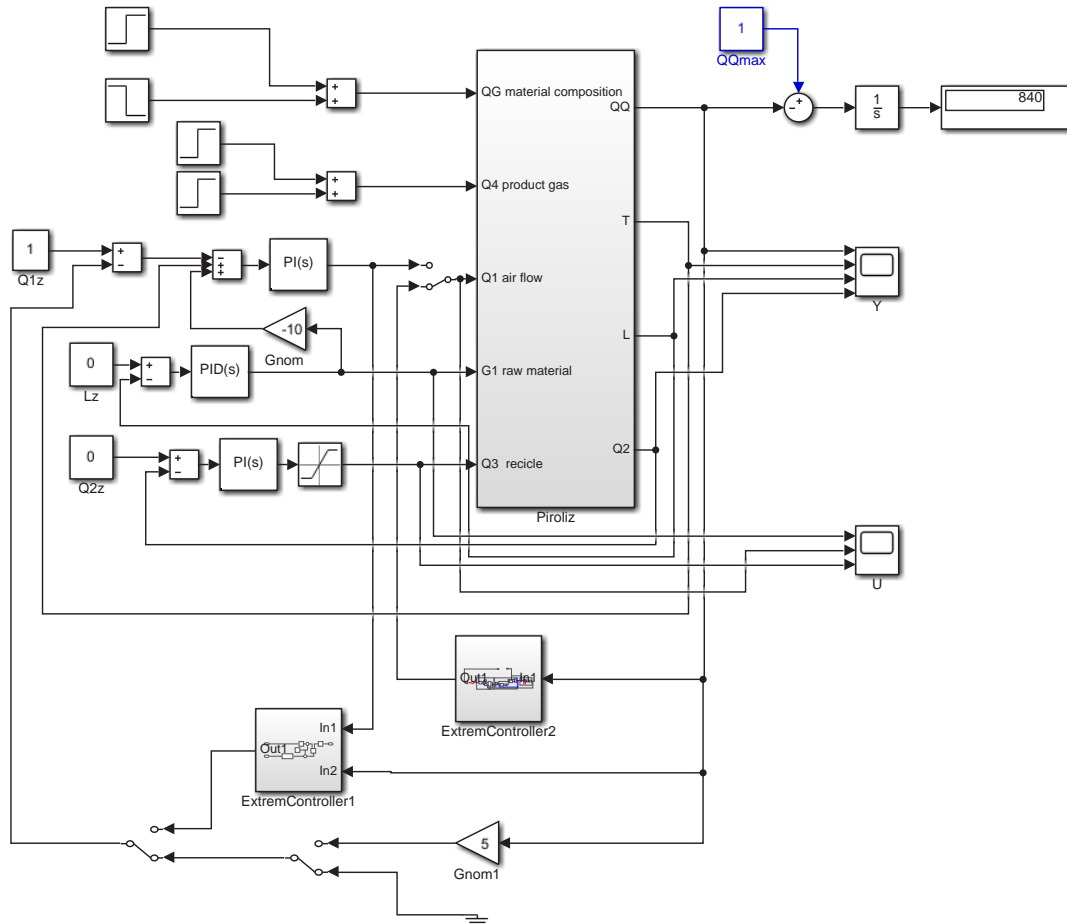 1
QQmax
840
QG material composition
QQ
1
s
+
+
- +
Q4 product gas
+
+
T
1
Q1z
+
−
−
+
+
PI(s)
Q1 air flow
Y
-10
Gnom
L
0
Lz
+
−
PID(s)
G1 raw material
0
Q2z
+
−
PI(s)
Q3 recicle
Q2
Piroliz
U
Out1
In1
ExtremController2
In1
Out1
In2
ExtremController1
5
Gnom1